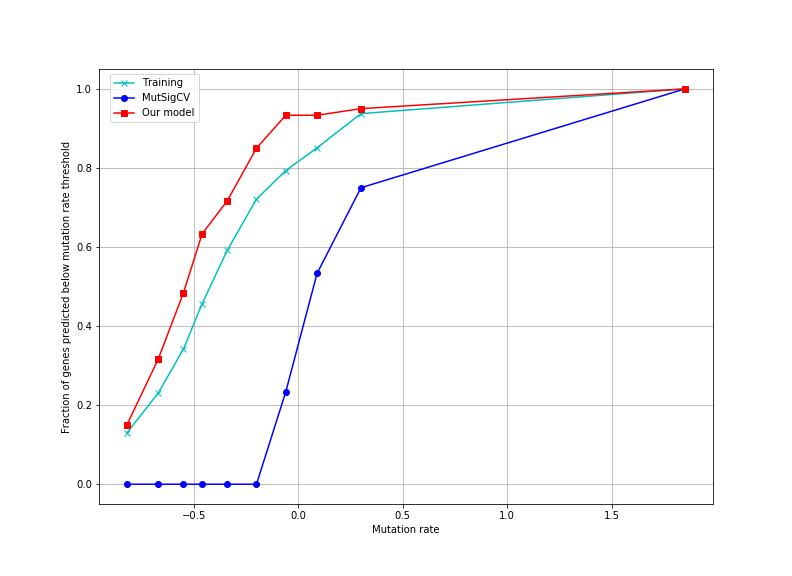 Training
MutSigCV
Our model
1.0
0.8
0.6
0.4
0.2
0.0
Fraction of genes predicted below mutation rate threshold
−0.5 0.0 0.5 1.0 1.5
Mutation rate